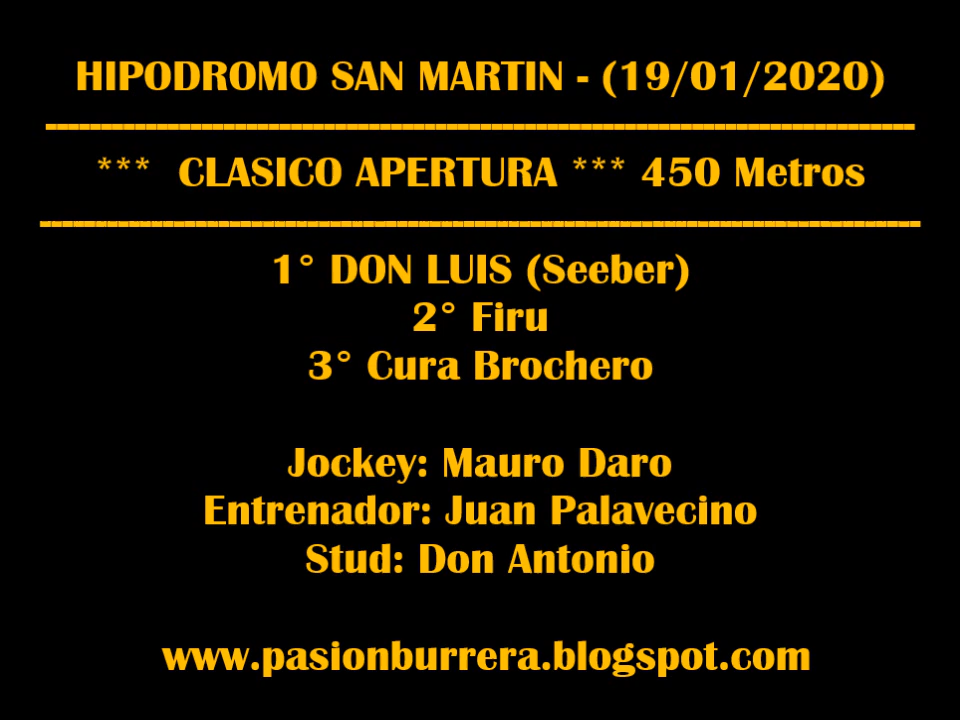 HIPODROMO SAN MARTIN - (19/01/2020)
--------------------------------------------------------------------------------
*** CLASICO APERTURA *** 450 Metros
---------------------------------------------------------------------------------
1° DON LUIS (Seeber)
2° Firu
3° Cura Brochero
Jockey: Mauro Daro
Entrenador: Juan Palavecino
Stud: Don Antonio
www.pasionburrera.blogspot.com